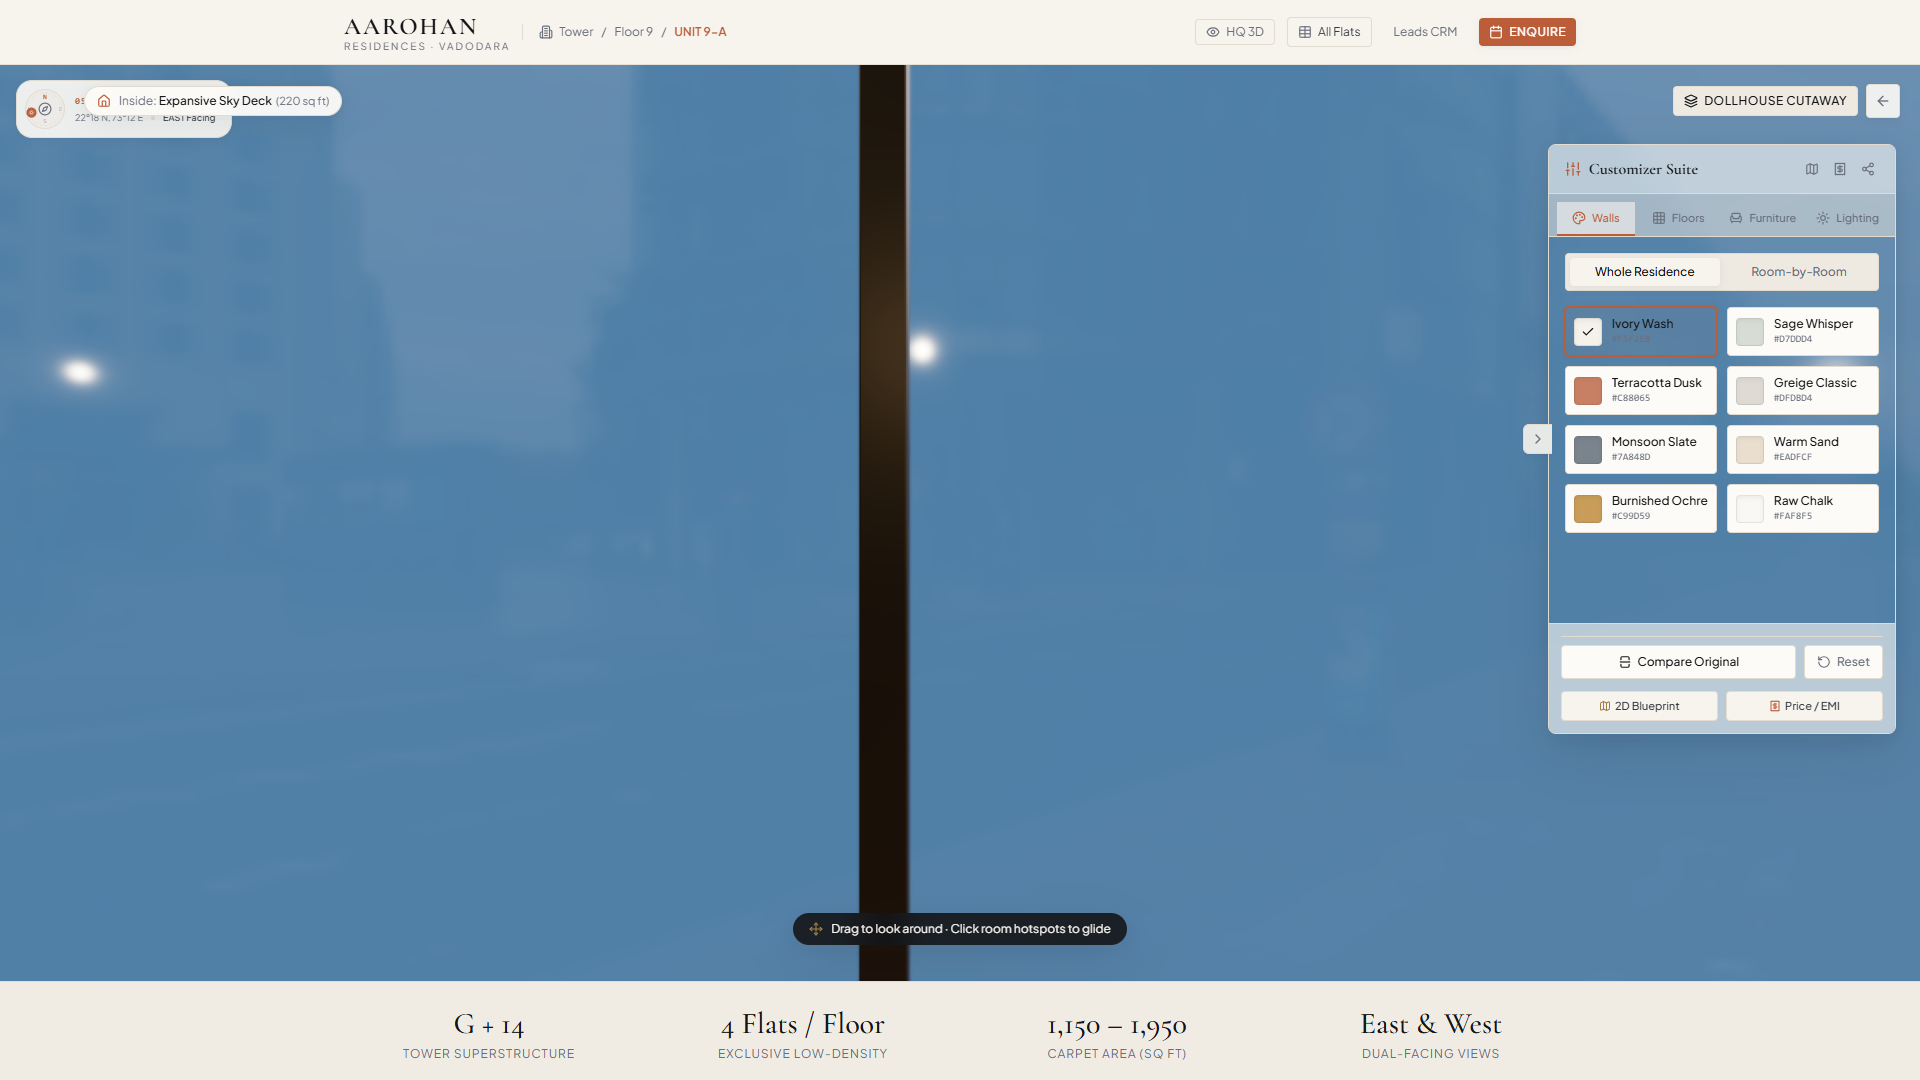 AAROHAN
RESIDENCES · VADODARA
Tower / Floor 9 / UNIT 9-A
HQ 3D
All Flats
Leads CRM
ENQUIRE
Inside: Expansive Sky Deck (220 sq ft)
N
22°18'N, 73°12'E
EAST Facing
DOLLHOUSE CUTAWAY
Customizer Suite
Walls
Floors
Furniture
Lighting
Whole Residence
Room-by-Room
Ivory Wash
Sage Whisper
#D7DDD4
Terracotta Dusk
#C88065
Greige Classic
#DFDBD4
Monsoon Slate
#7A848D
Warm Sand
#EADFCF
Burnished Ochre
#C99D59
Raw Chalk
#FAF8F5
Compare Original
Reset
2D Blueprint
Price / EMI
Drag to look around · Click room hotspots to glide
G + 14
TOWER SUPERSTRUCTURE
4 Flats / Floor
EXCLUSIVE LOW-DENSITY
1,150 – 1,950
CARPET AREA (SQ FT)
East & West
DUAL-FACING VIEWS